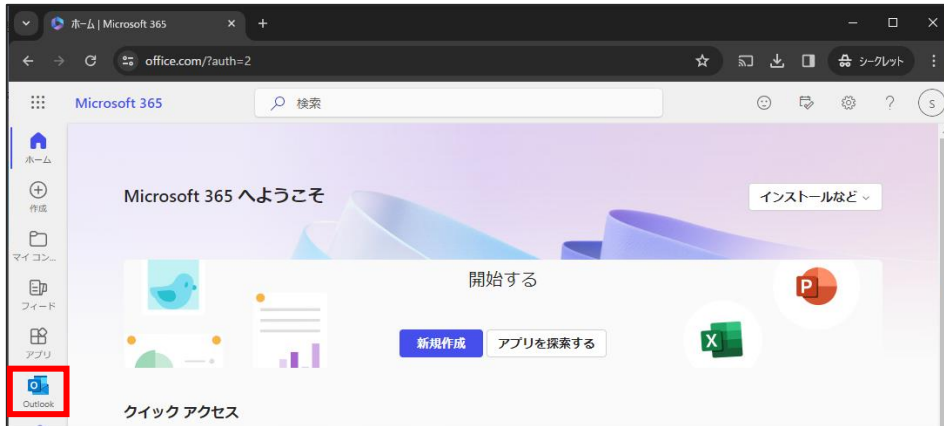 ホーム | Microsoft 365
office.com/?auth=2
シークレット
Microsoft 365
検索
S
ホーム
作成
マイ コン...
フィード
アプリ
Outlook
Microsoft 365 へようこそ
インストールなど
開始する
新規作成
アプリを探索する
P
X
クイック アクセス